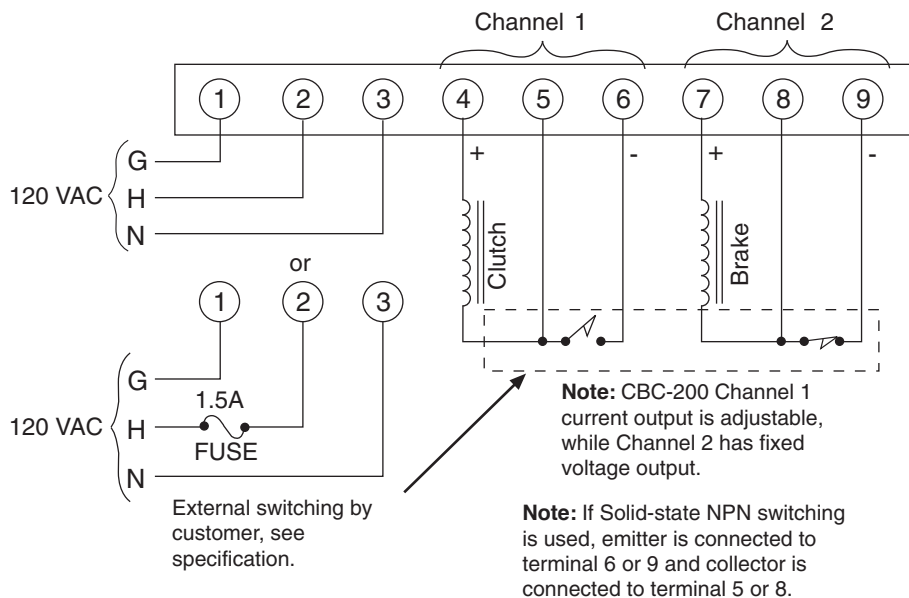 Channel 1
Channel 2
1 2 3 4 5 6 7 8 9
+ - + -
120 VAC
G
H
N
Clutch
Brake
or
1 2 3
120 VAC
G
1.5A
H
FUSE
N
External switching by
customer, see
specification.
Note: CBC-200 Channel 1
current output is adjustable,
while Channel 2 has fixed
voltage output.
Note: If Solid-state NPN switching
is used, emitter is connected to
terminal 6 or 9 and collector is
connected to terminal 5 or 8.